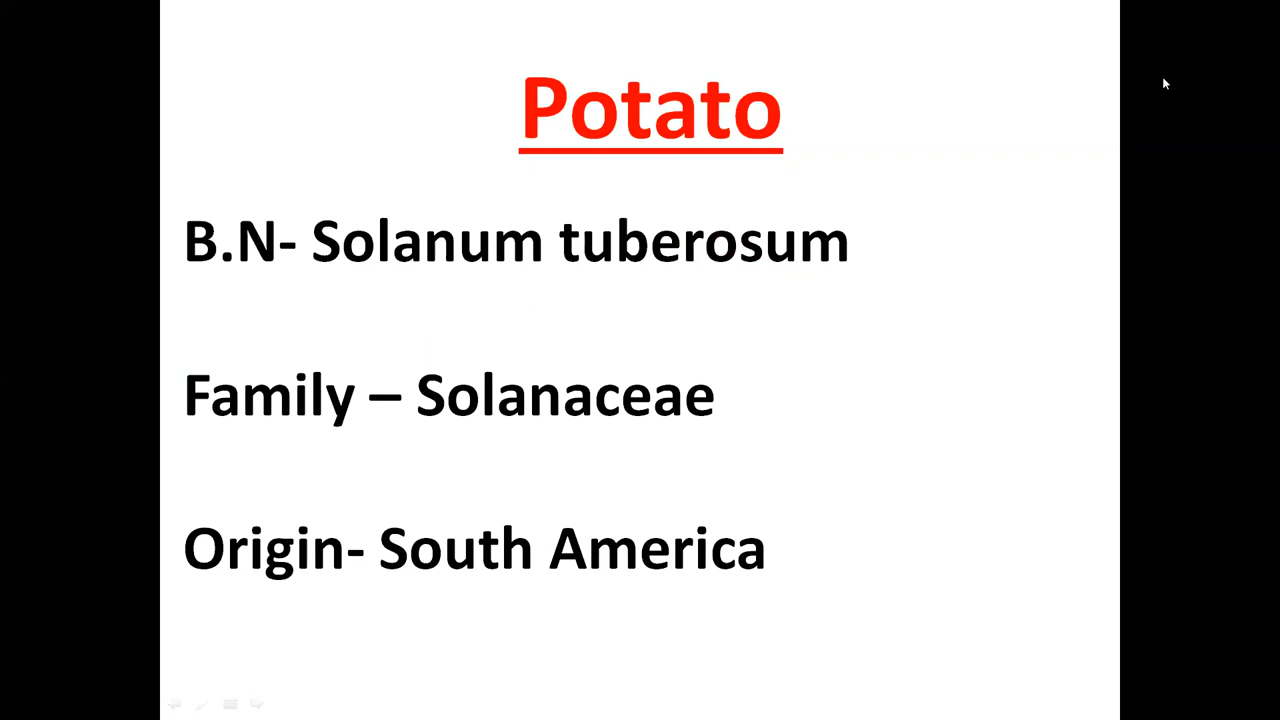 Potato
B.N- Solanum tuberosum
Family – Solanaceae
Origin- South America